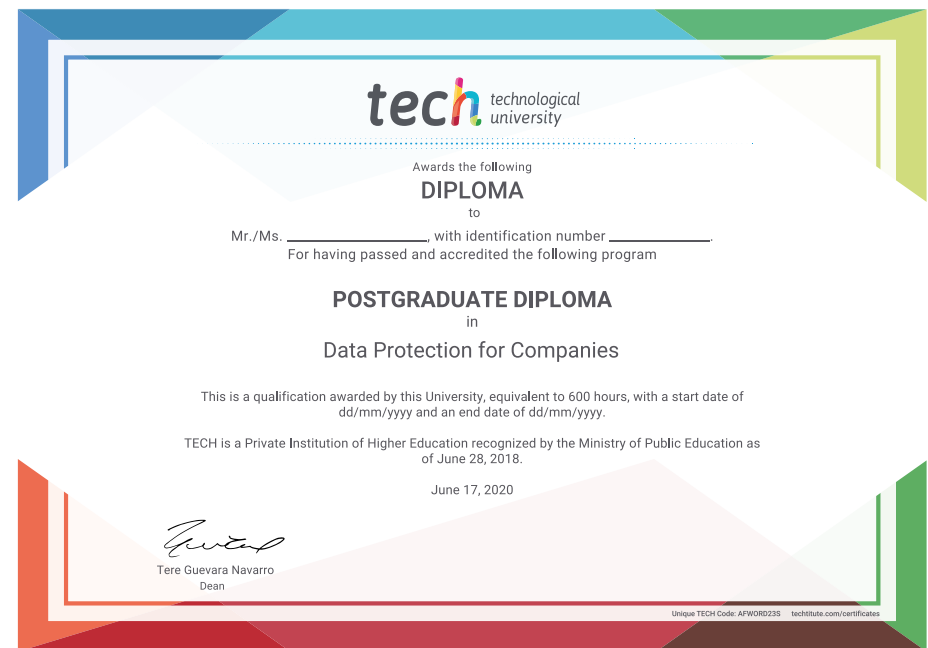 tech technological university
Awards the following
DIPLOMA
to
Mr./Ms. ____________, with identification number ____________.
For having passed and accredited the following program
POSTGRADUATE DIPLOMA
in
Data Protection for Companies
This is a qualification awarded by this University, equivalent to 600 hours, with a start date of
dd/mm/yyyy and an end date of dd/mm/yyyy.
TECH is a Private Institution of Higher Education recognized by the Ministry of Public Education as
of June 28, 2018.
June 17, 2020
Tere Guevara Navarro
Dean
Unique TECH Code: AFWORD23S techtitute.com/certificates